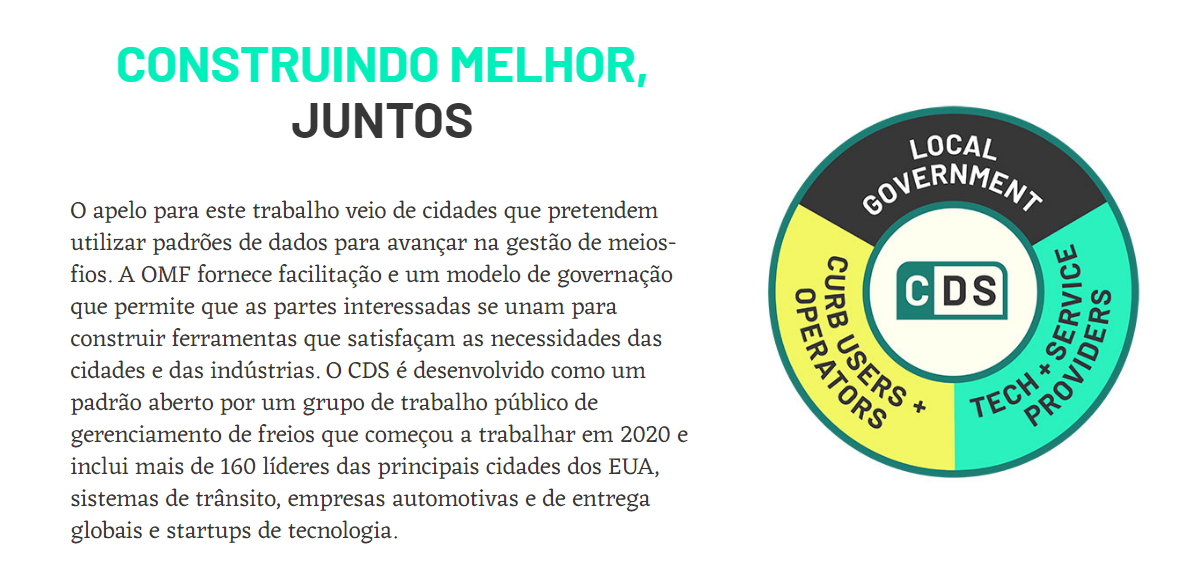 CONSTRUINDO MELHOR,
JUNTOS
O apelo para este trabalho veio de cidades que pretendem
utilizar padrões de dados para avançar na gestão de meios-
fios. A OMF fornece facilitação e um modelo de governação
que permite que as partes interessadas se unam para
construir ferramentas que satisfaçam as necessidades das
cidades e das indústrias. O CDS é desenvolvido como um
padrão aberto por um grupo de trabalho público de
gerenciamento de freios que começou a trabalhar em 2020 e
inclui mais de 160 líderes das principais cidades dos EUA,
sistemas de trânsito, empresas automotivas e de entrega
globais e startups de tecnologia.
LOCAL
GOVERNMENT
CURB USERS +
OPERATORS
CDS
TECH + SERVICE
PROVIDERS